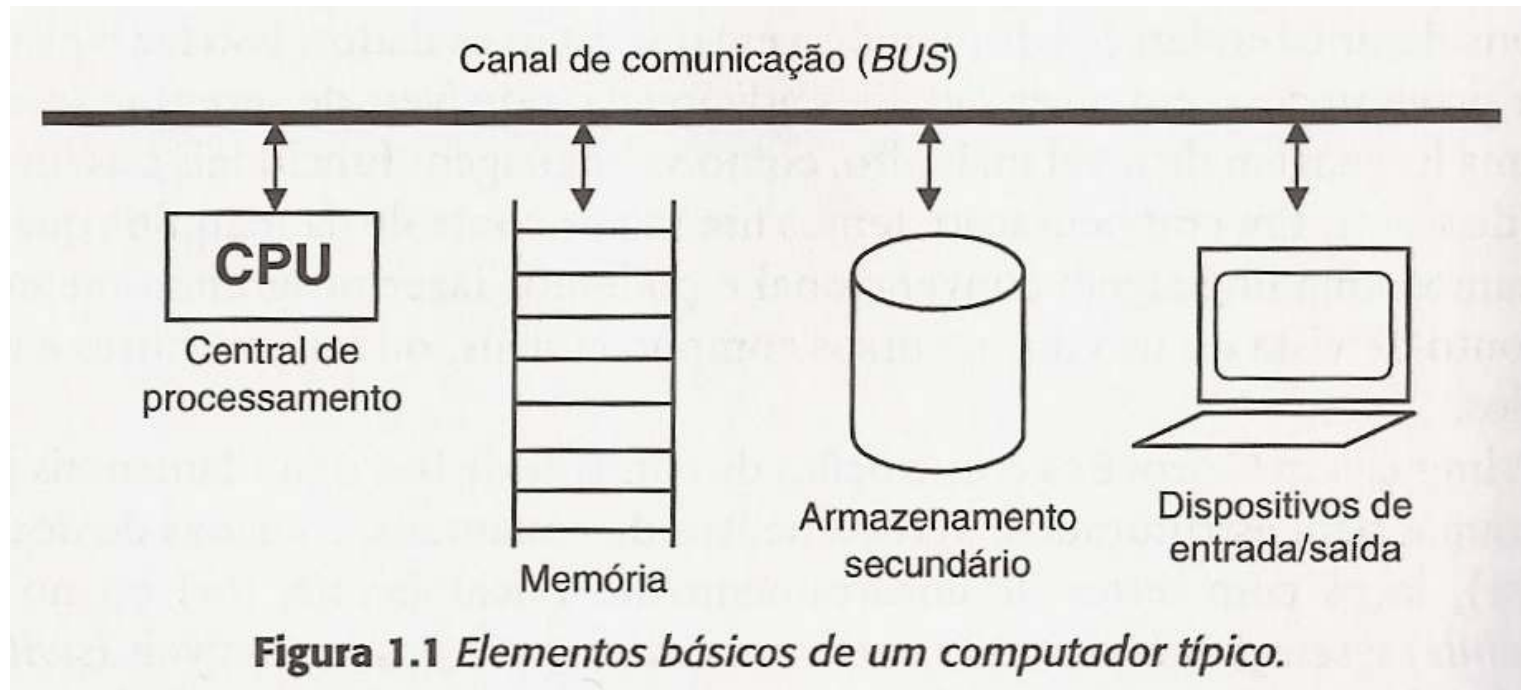 Canal de comunicação (BUS)
CPU
Central de
processamento
Memória
Armazenamento
secundário
Dispositivos de
entrada/saída
Figura 1.1 Elementos básicos de um computador típico.